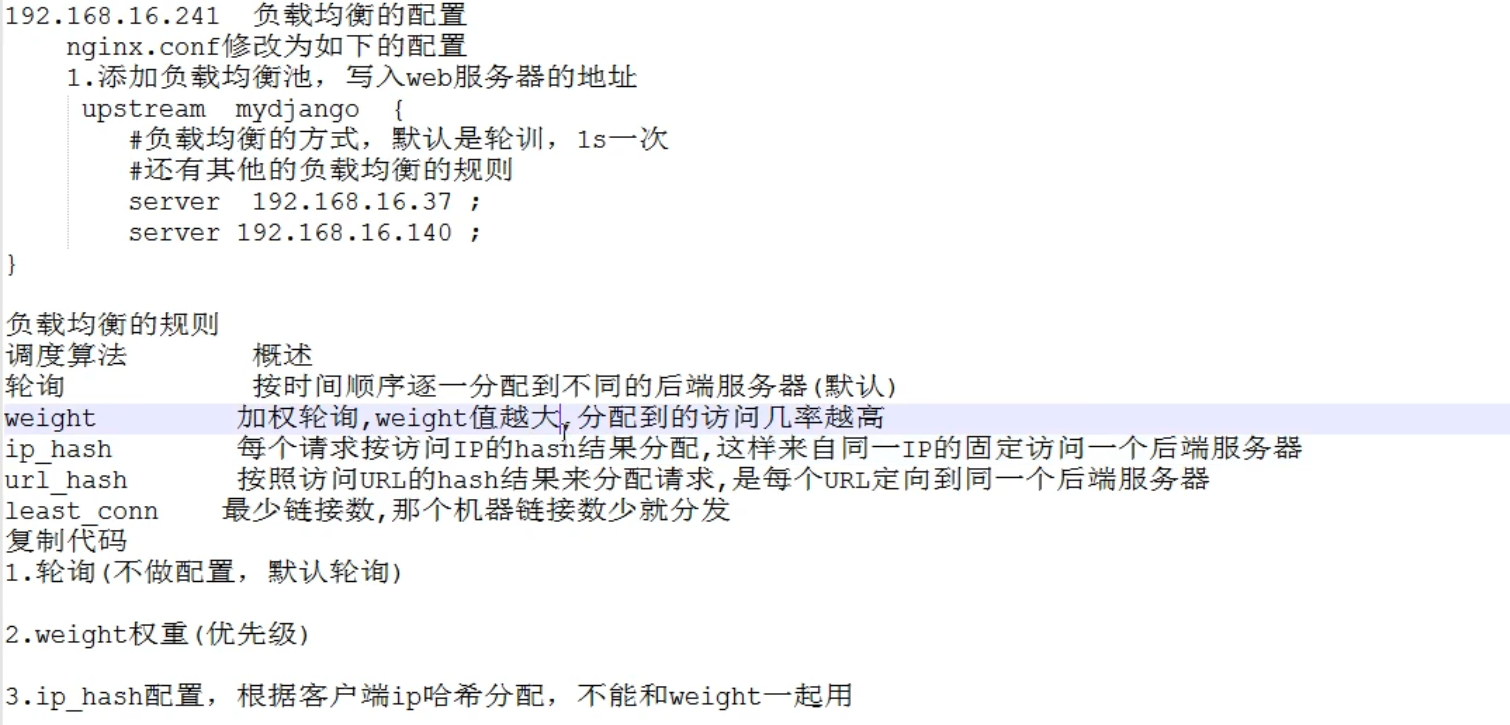 192.168.16.241  负载均衡的配置
nginx.conf修改为如下的配置
1.添加负载均衡池，写入web服务器的地址
upstream  mydjango  {
#负载均衡的方式，默认是轮训，1s一次
#还有其他的负载均衡的规则
server  192.168.16.37 ;
server 192.168.16.140 ;
}
负载均衡的规则
调度算法        概述
轮询            按时间顺序逐一分配到不同的后端服务器(默认)
weight         加权轮询,weight值越大,分配到的访问几率越高
ip_hash        每个请求按访问IP的hash结果分配,这样来自同一IP的固定访问一个后端服务器
url_hash       按照访问URL的hash结果来分配请求,是每个URL定向到同一个后端服务器
least_conn    最少链接数,那个机器链接数少就分发
复制代码
1.轮询(不做配置，默认轮询)
2.weight权重(优先级)
3.ip_hash配置，根据客户端ip哈希分配，不能和weight一起用